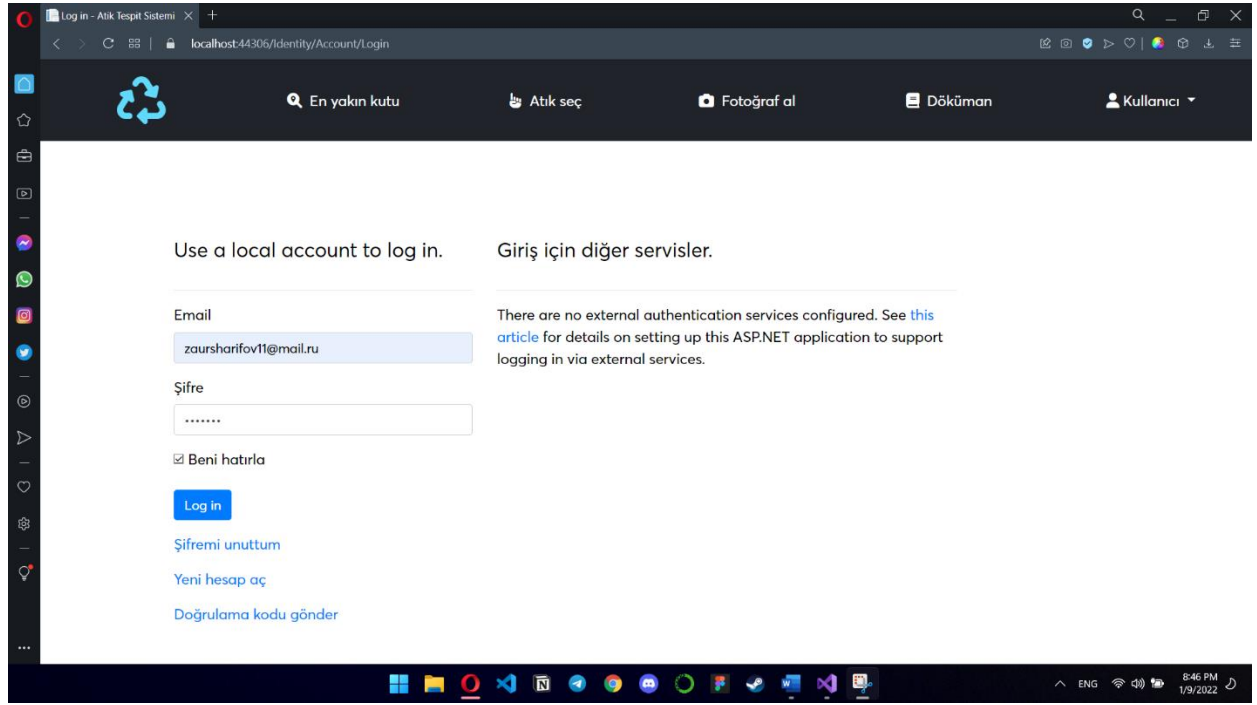 Log in - Atik Tespit Sistemi
localhost:44306/Identity/Account/Login
En yakın kutu
Atık seç
Fotoğraf al
Döküman
Kullanıcı
Use a local account to log in.
Giriş için diğer servisler.
Email
zaursharifov11@mail.ru
Şifre
Beni hatırla
Log in
Şifremi unuttum
Yeni hesap aç
Doğrulama kodu gönder
There are no external authentication services configured. See this
article for details on setting up this ASP.NET application to support
logging in via external services.
ENG
8:46 PM
1/9/2022